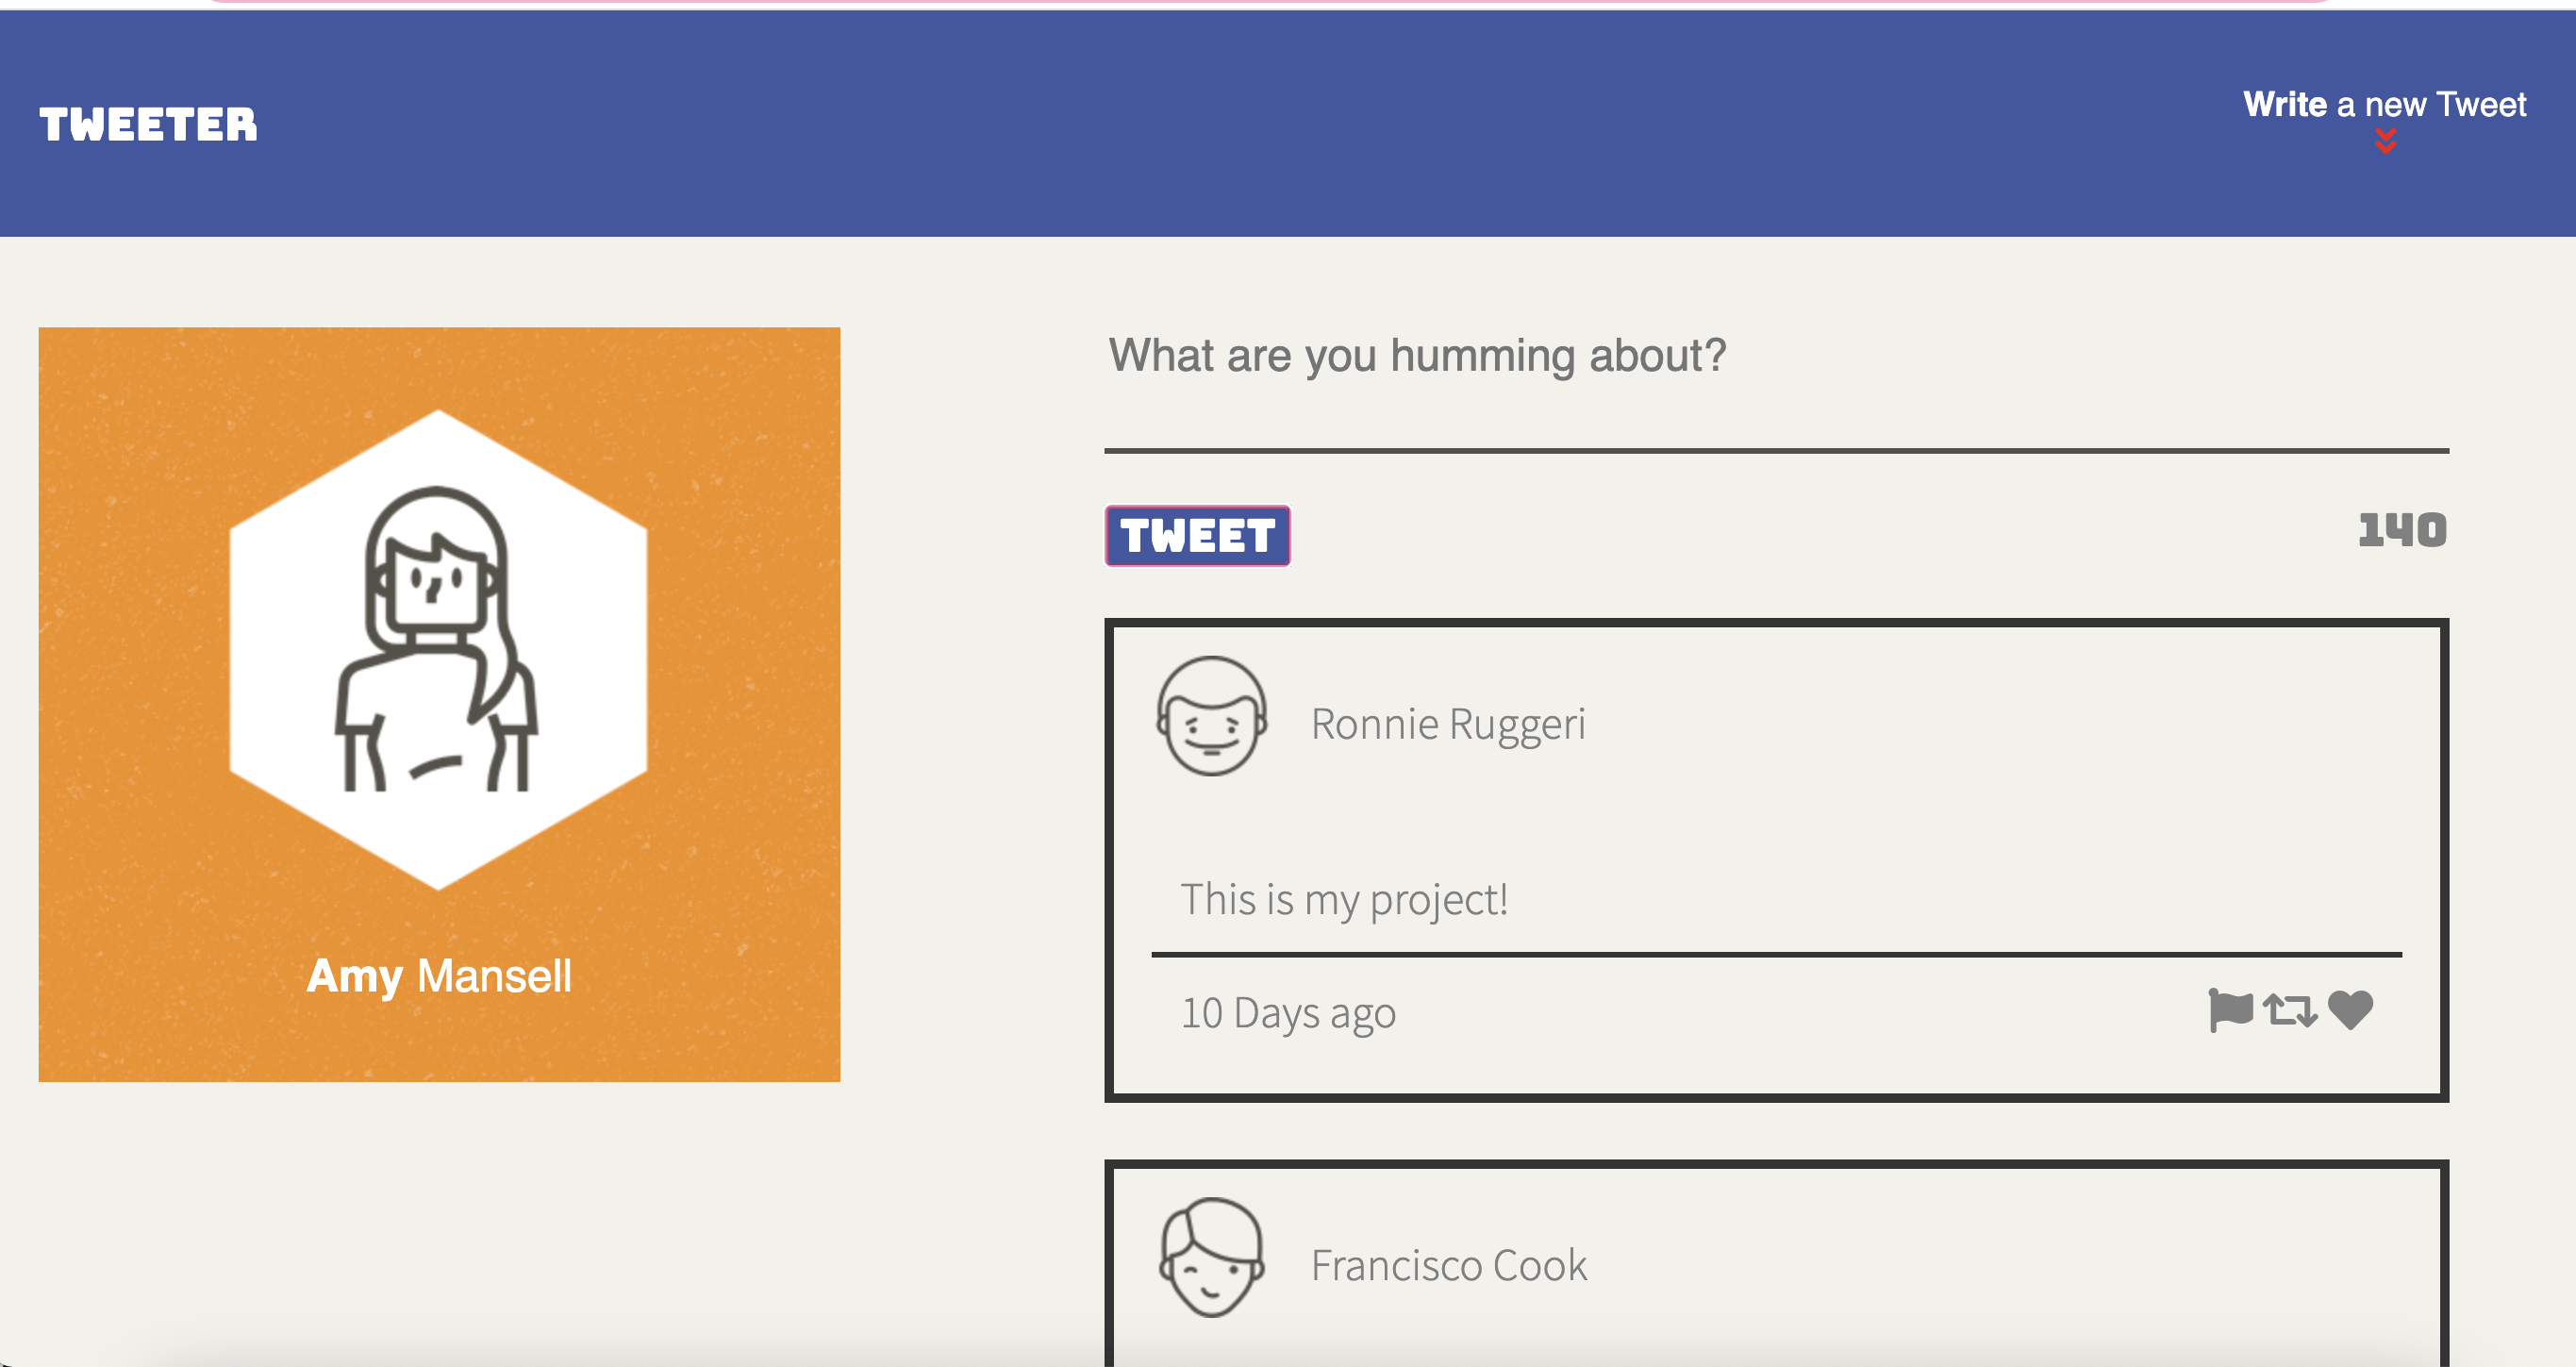 TWEETER
Write a new Tweet
Amy Mansell
What are you humming about?
TWEET
140
Ronnie Ruggeri
This is my project!
10 Days ago
Francisco Cook